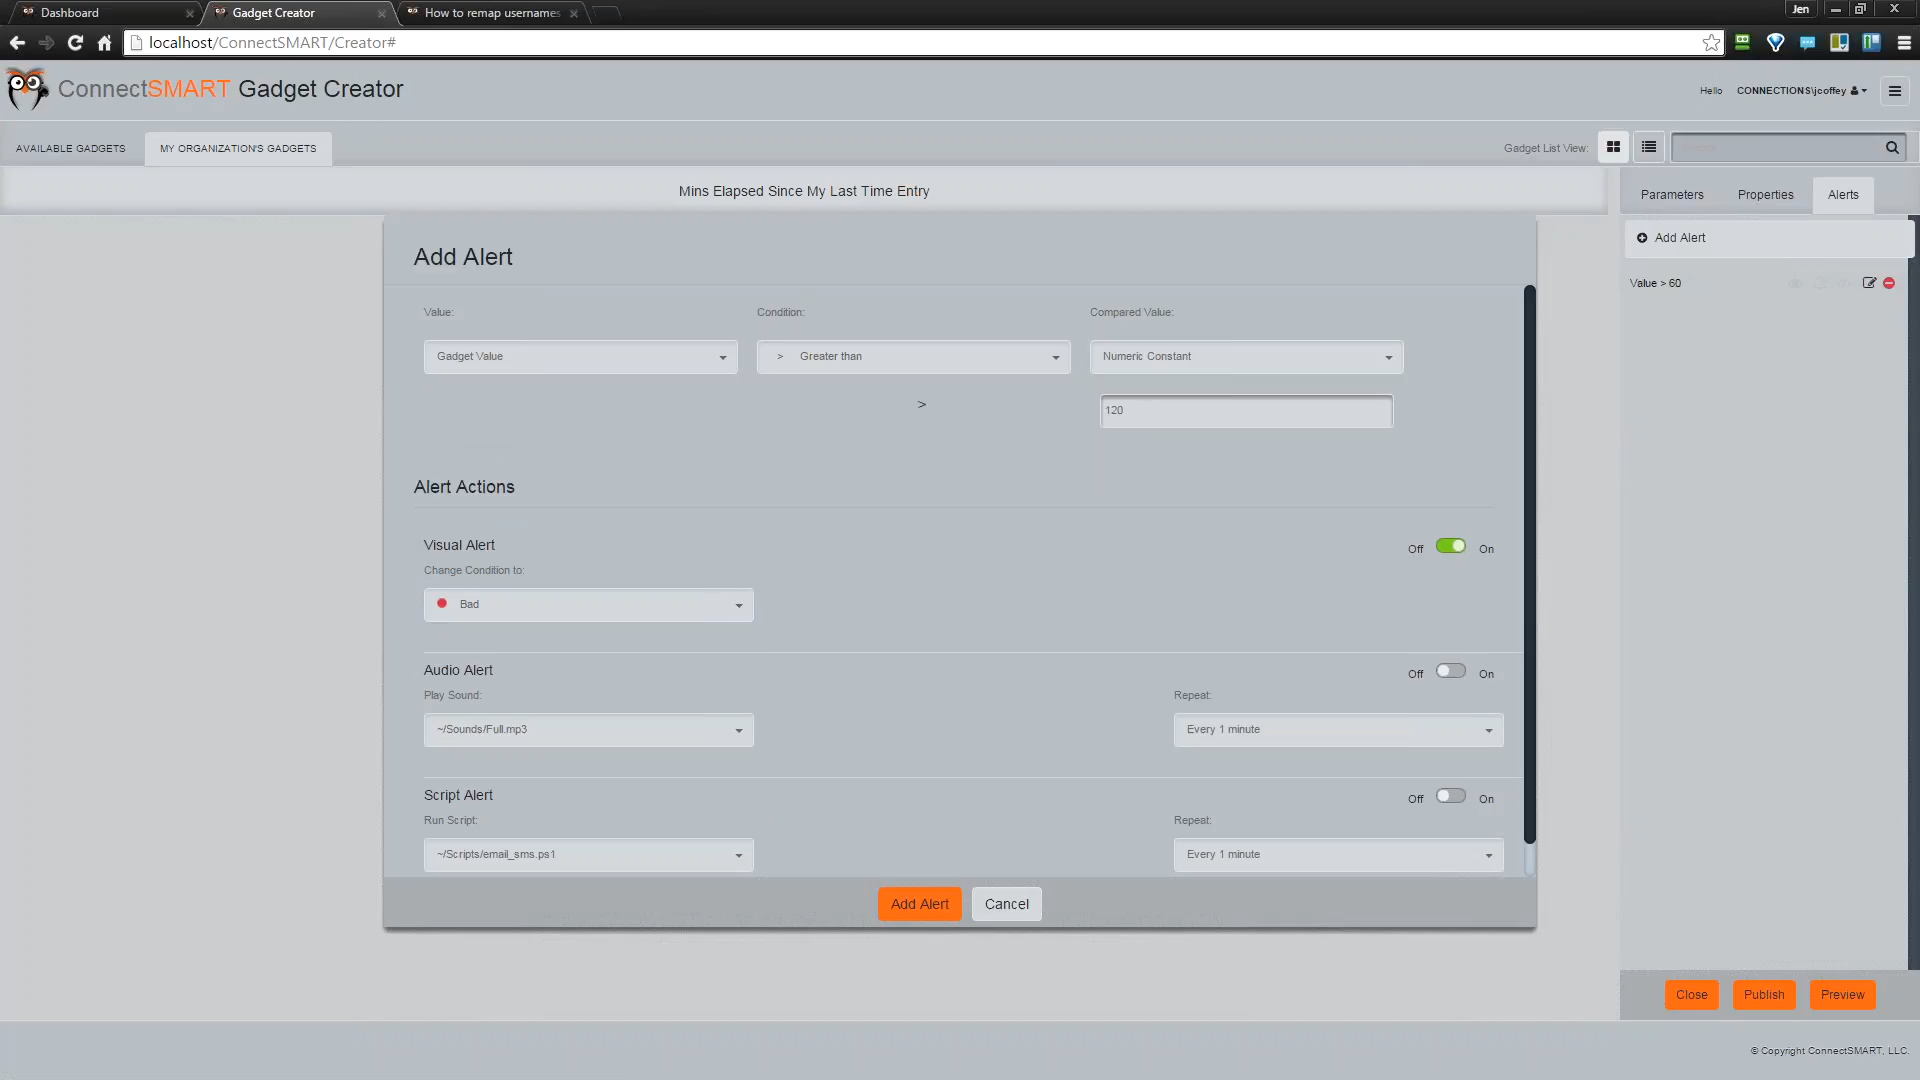 Dashboard
Gadget Creator
How to remap usernames
Jen
localhost/ConnectSMART/Creator#
ConnectSMART Gadget Creator
Hello CONNECTIONS\jcoffey
AVAILABLE GADGETS
MY ORGANIZATION'S GADGETS
Gadget List View:
Mins Elapsed Since My Last Time Entry
Parameters
Properties
Alerts
Add Alert
Value > 60
Add Alert
Value:
Condition:
Compared Value:
Gadget Value
> Greater than
Numeric Constant
>
120
Alert Actions
Visual Alert
Off
On
Change Condition to:
Bad
Audio Alert
Off
On
Play Sound:
Repeat:
~/Sounds/Full.mp3
Every 1 minute
Script Alert
Off
On
Run Script:
Repeat:
~/Scripts/email_sms.ps1
Every 1 minute
Add Alert
Cancel
Close
Publish
Preview
© Copyright ConnectSMART, LLC.